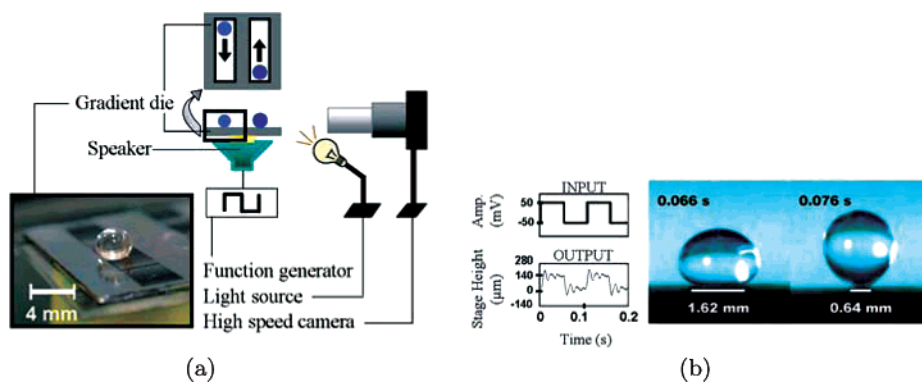 Gradient die
Speaker
Function generator
Light source
High speed camera
4 mm
(a)
INPUT
Amp.
(mV)
50
-50
OUTPUT
Stage Height
(µm)
280
140
0
-140
0 0.1 0.2
Time (s)
0.066 s
1.62 mm
0.076 s
0.64 mm
(b)